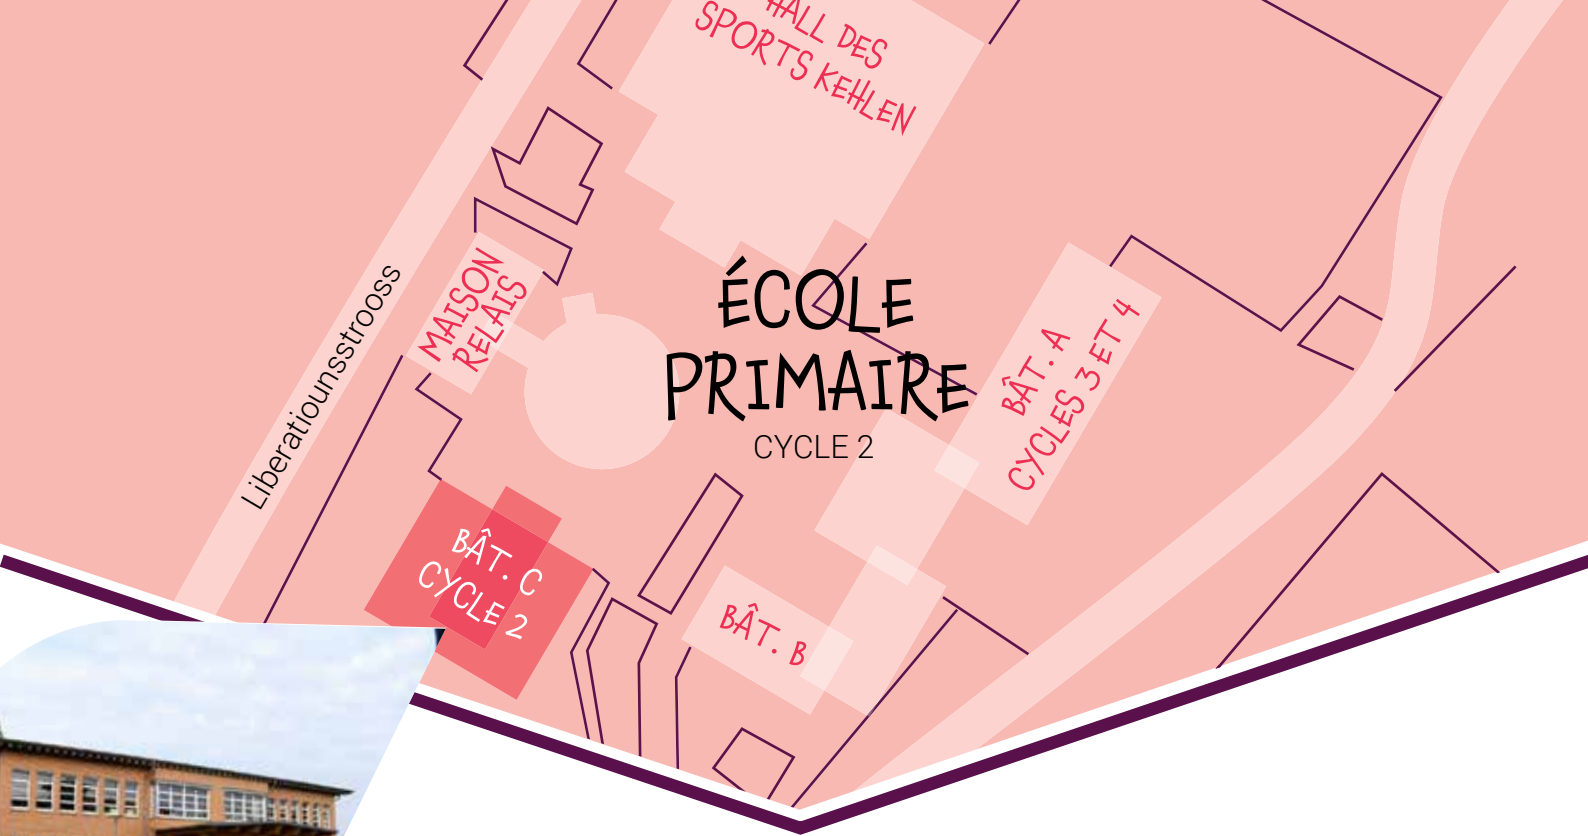 HALL DES
SPORTS KEHLEN
MAISON
RELAIS
Liberatiounsstrooss
ÉCOLE
PRIMAIRE
CYCLE 2
BÂT. A
CYCLES 3 ET 4
BÂT. C
CYCLE 2
BÂT. B